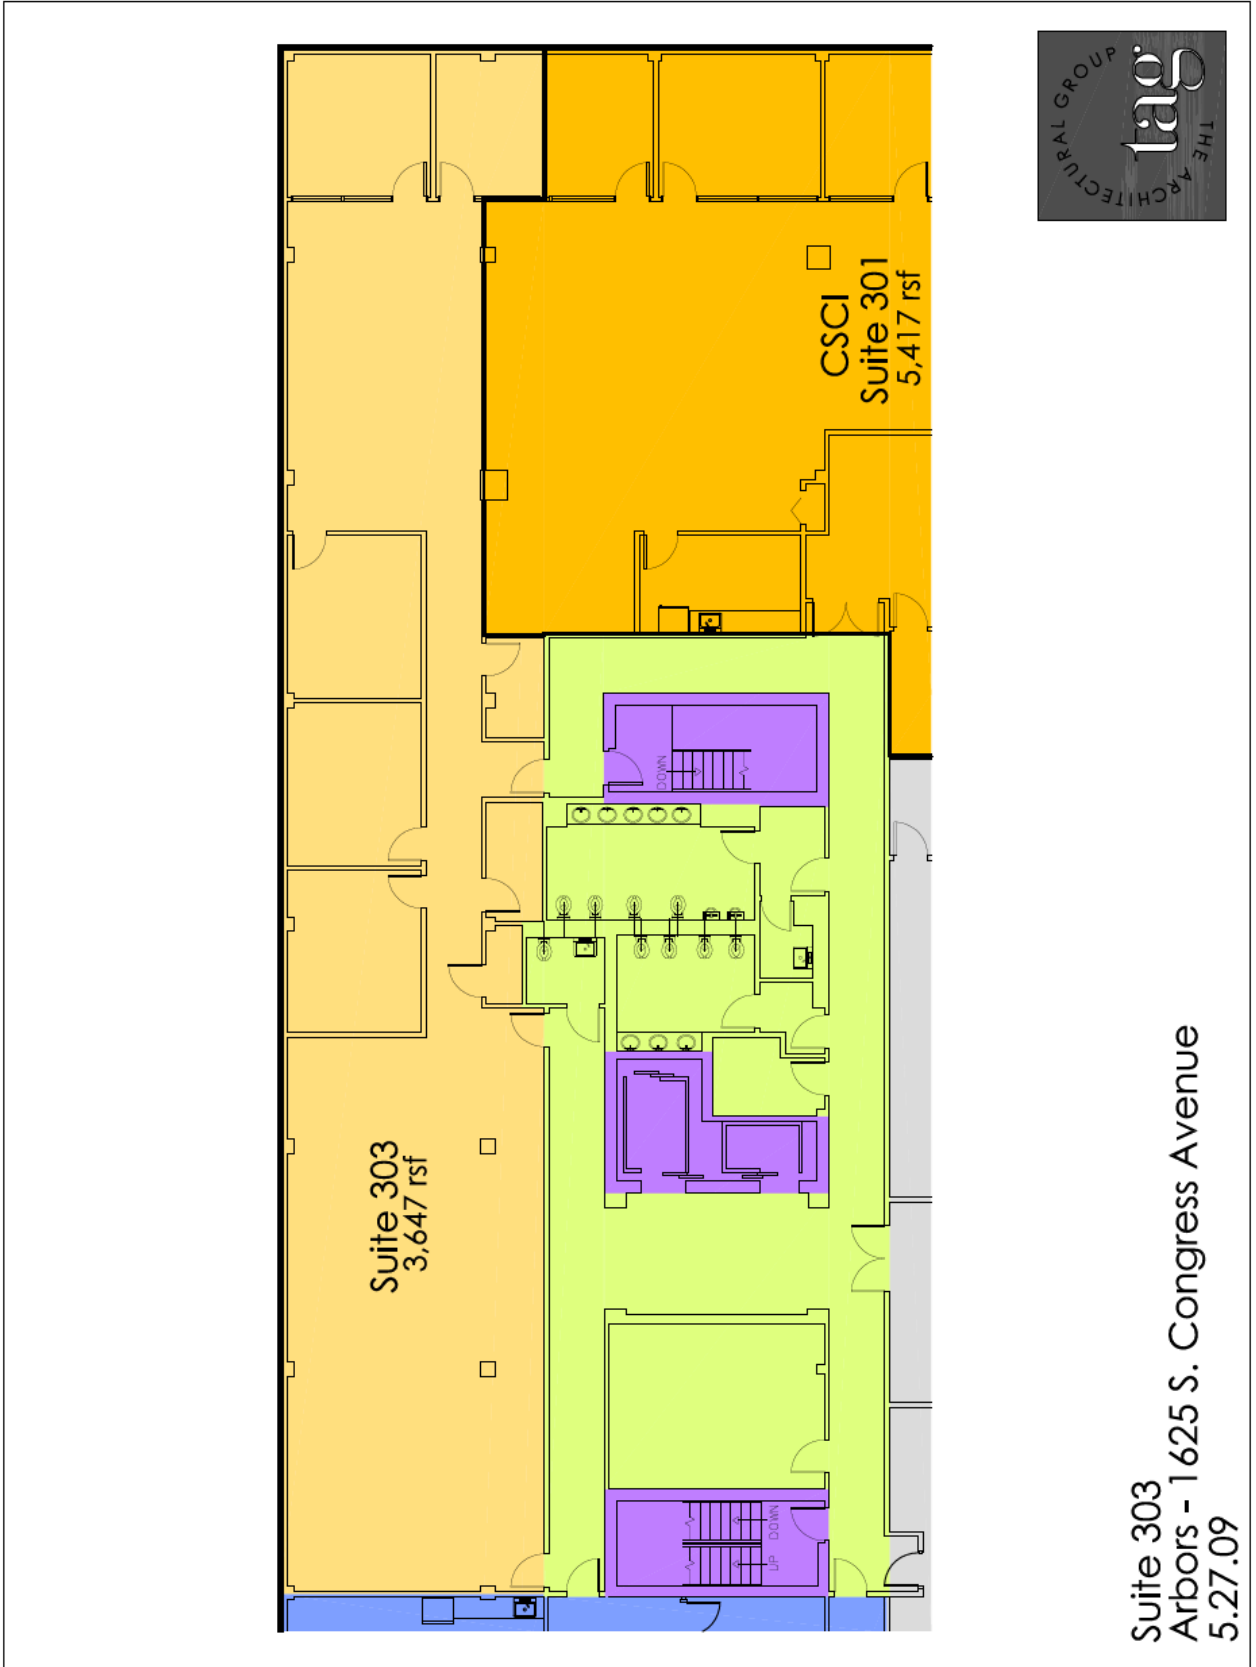 THE ARCHITECTURAL GROUP
tag
CSCI
Suite 301
5,417 rsf
DOWN
Suite 303
3,647 rsf
UP
DOWN
Suite 303
Arbors - 1625 S. Congress Avenue
5.27.09